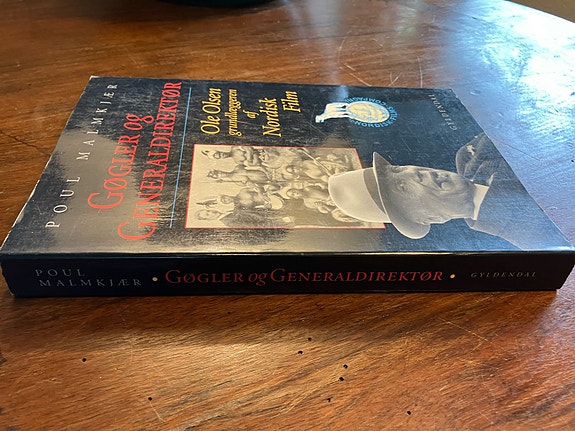 POUL MALMKJÆR
GØGLER og
GENERALDIREKTØR
Ole Olsen
grundlæggeren
af
Nordisk
Film
GYLDENDAL
POUL
MALMKJÆR
• GØGLER og GENERALDIREKTØR •
GYLDENDAL